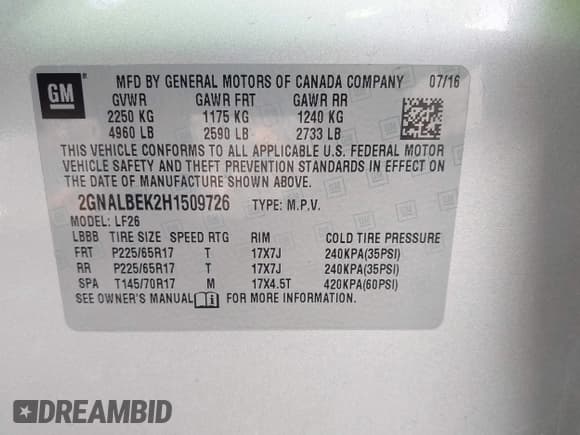 GM
MFD BY GENERAL MOTORS OF CANADA COMPANY 07/16
GVWR GAWR FRT GAWR RR
2250 KG 1175 KG 1240 KG
4960 LB 2590 LB 2733 LB
THIS VEHICLE CONFORMS TO ALL APPLICABLE U.S. FEDERAL MOTOR
VEHICLE SAFETY AND THEFT PREVENTION STANDARDS IN EFFECT ON
THE DATE OF MANUFACTURE SHOWN ABOVE.
2GNALBEK2H1509726 TYPE: M.P.V.
MODEL: LF26
LBBB TIRE SIZE SPEED RTG RIM COLD TIRE PRESSURE
FRT P225/65R17 T 17X7J 240KPA(35PSI)
RR P225/65R17 T 17X7J 240KPA(35PSI)
SPA T145/70R17 M 17X4.5T 420KPA(60PSI)
SEE OWNER'S MANUAL FOR MORE INFORMATION.
DREAMBID